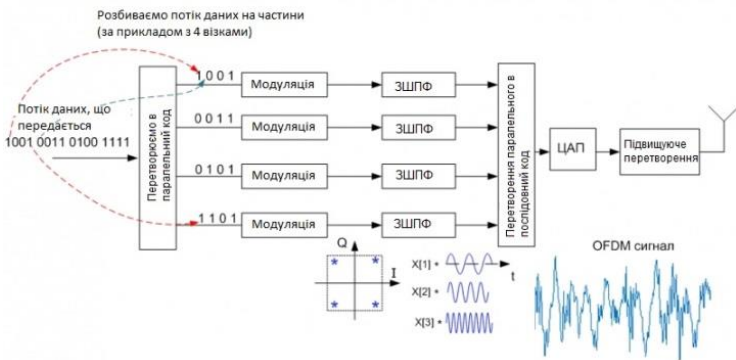 Розбиваємо потік даних на частини
(за прикладом з 4 візками)
Потік даних, що
передається
1001 0011 0100 1111
Перетворюємо в
паралельний код
1 0 0 1
Модуляція
ЗШПФ
0 0 1 1
Модуляція
ЗШПФ
0 1 0 1
Модуляція
ЗШПФ
1 1 0 1
Модуляція
ЗШПФ
Перетворення паралельного в
послідовний код
ЦАП
Підвищуюче
перетворення
Q
I
X[1] *
X[2] *
X[3] *
t
OFDM сигнал